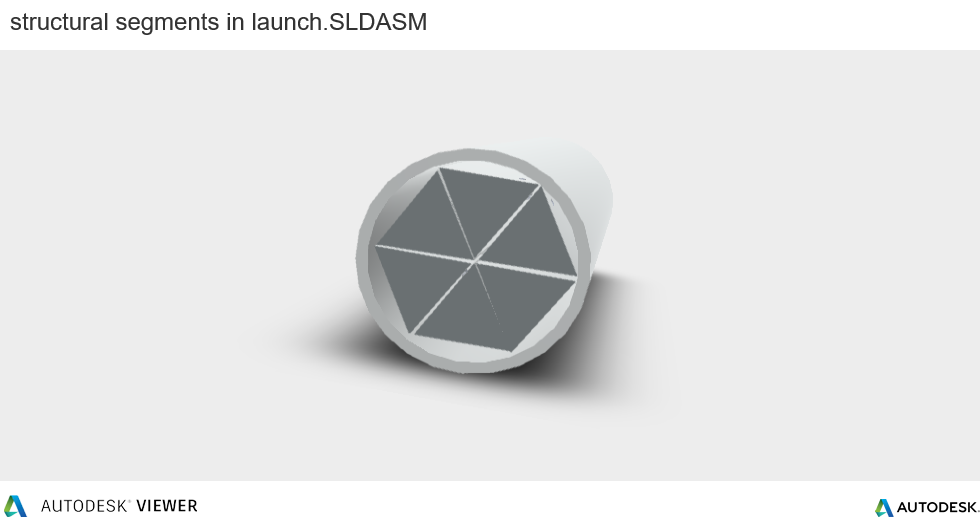 structural segments in launch.SLDASM
AUTODESK® VIEWER
AUTODESK